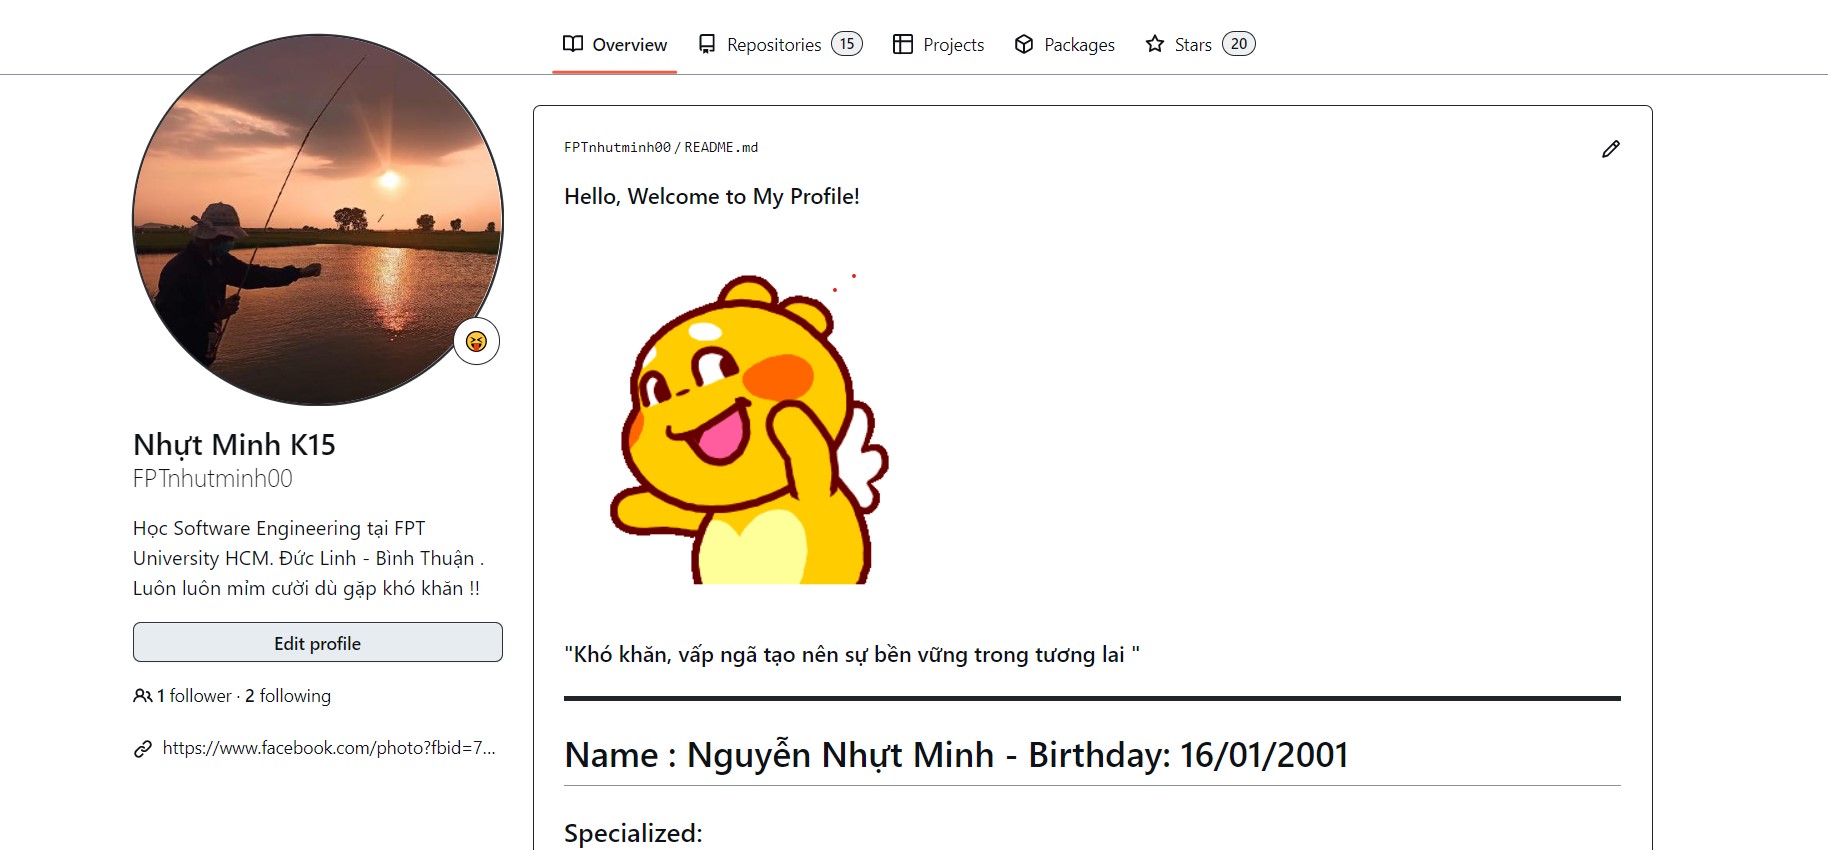 Overview
Repositories 15
Projects
Packages
Stars 20
FPTnhutminh00 / README.md
Hello, Welcome to My Profile!
"Khó khăn, vấp ngã tạo nên sự bền vững trong tương lai "
Name : Nguyễn Nhựt Minh - Birthday: 16/01/2001
Specialized:
Nhựt Minh K15
FPTnhutminh00
Học Software Engineering tại FPT
University HCM. Đức Linh - Bình Thuận .
Luôn luôn mỉm cười dù gặp khó khăn !!
Edit profile
1 follower · 2 following
https://www.facebook.com/photo?fbid=7...